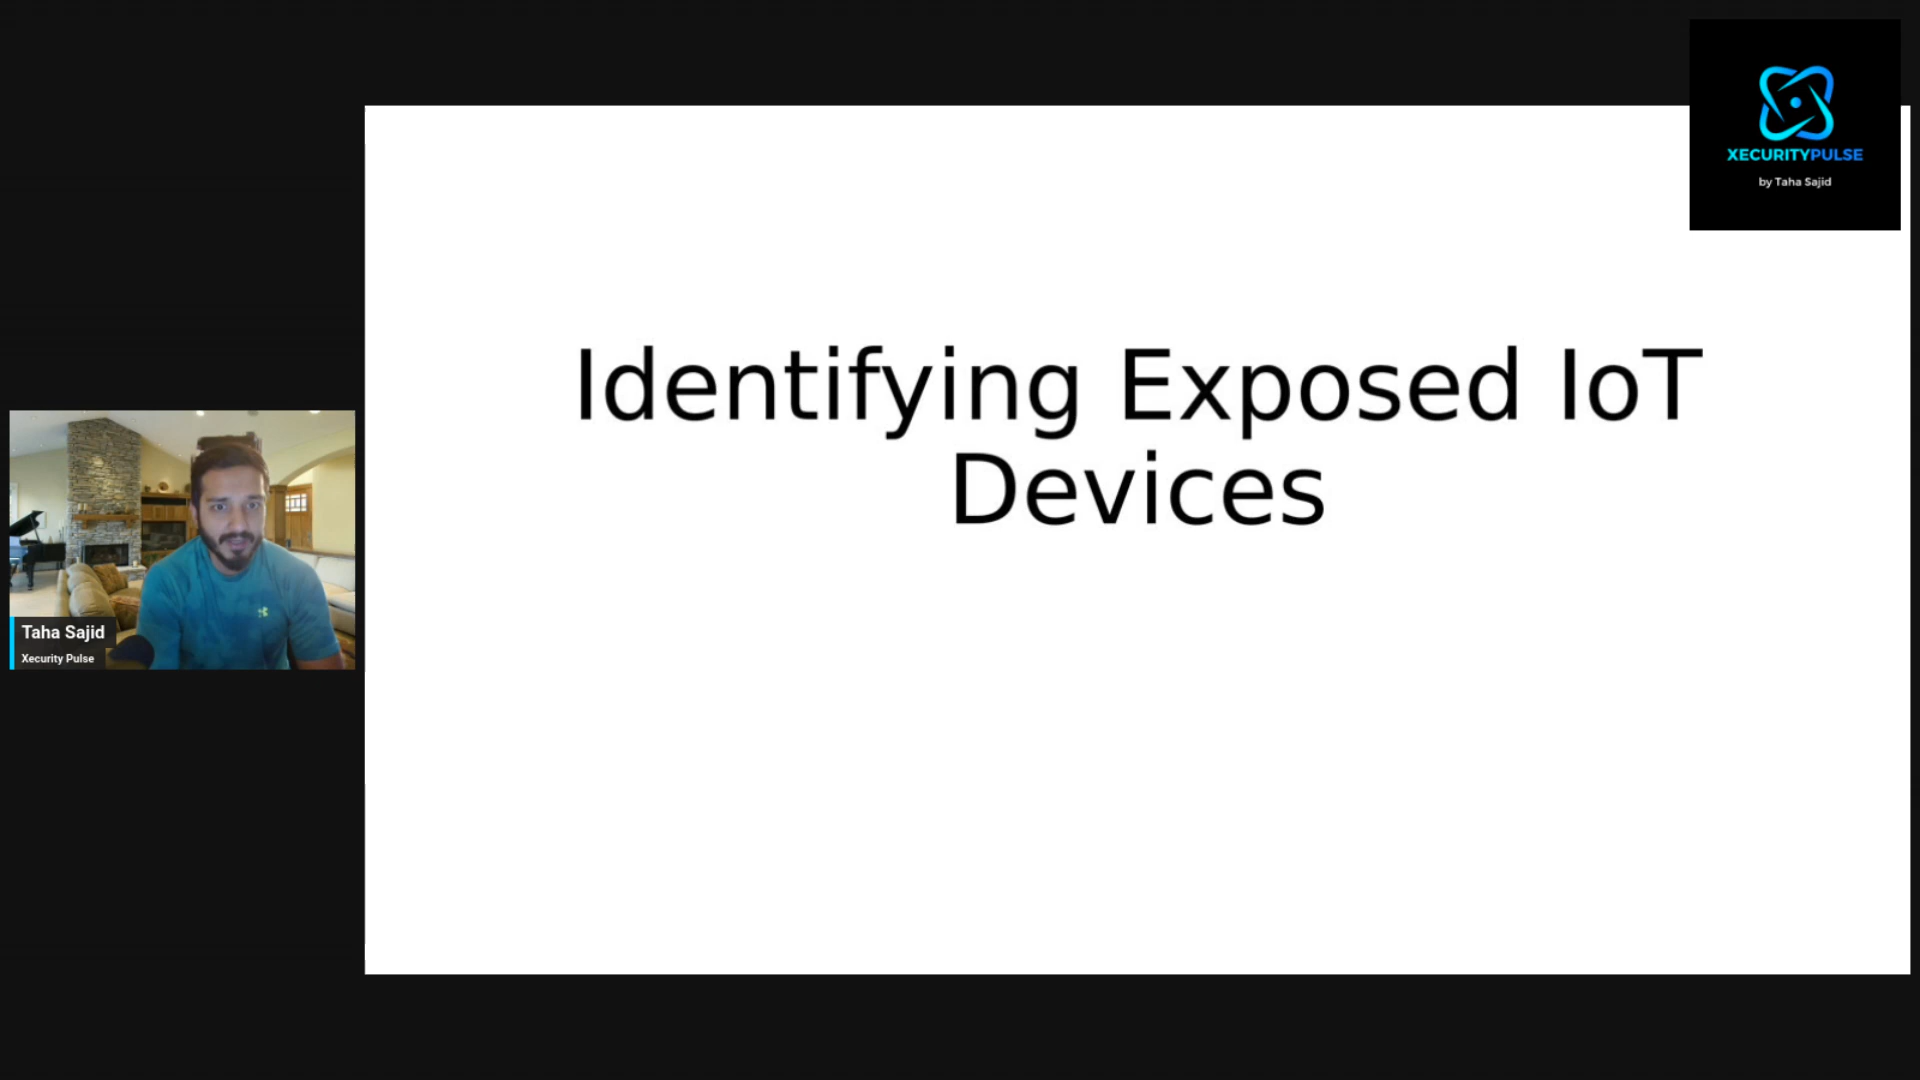 XECURITYPULSE
by Taha Sajid
Identifying Exposed IoT
Devices
Taha Sajid
Xecurity Pulse